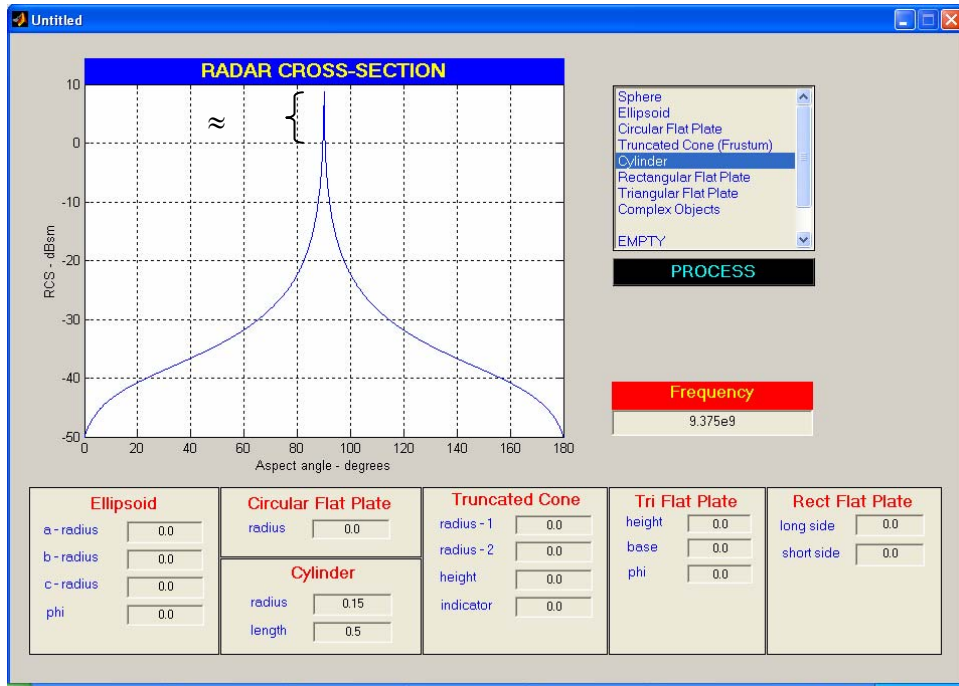 Untitled
RADAR CROSS-SECTION
10
0
-10
-20
-30
-40
-50
≈
RCS - dBsm
0 20 40 60 80 100 120 140 160 180
Aspect angle - degrees
Sphere
Ellipsoid
Circular Flat Plate
Truncated Cone (Frustum)
Cylinder
Rectangular Flat Plate
Triangular Flat Plate
Complex Objects
EMPTY
PROCESS
Frequency
9.375e9
Ellipsoid
a - radius 0.0
b - radius 0.0
c - radius 0.0
phi 0.0
Circular Flat Plate
radius 0.0
Cylinder
radius 0.15
length 0.5
Truncated Cone
radius - 1 0.0
radius - 2 0.0
height 0.0
indicator 0.0
Tri Flat Plate
height 0.0
base 0.0
phi 0.0
Rect Flat Plate
long side 0.0
short side 0.0